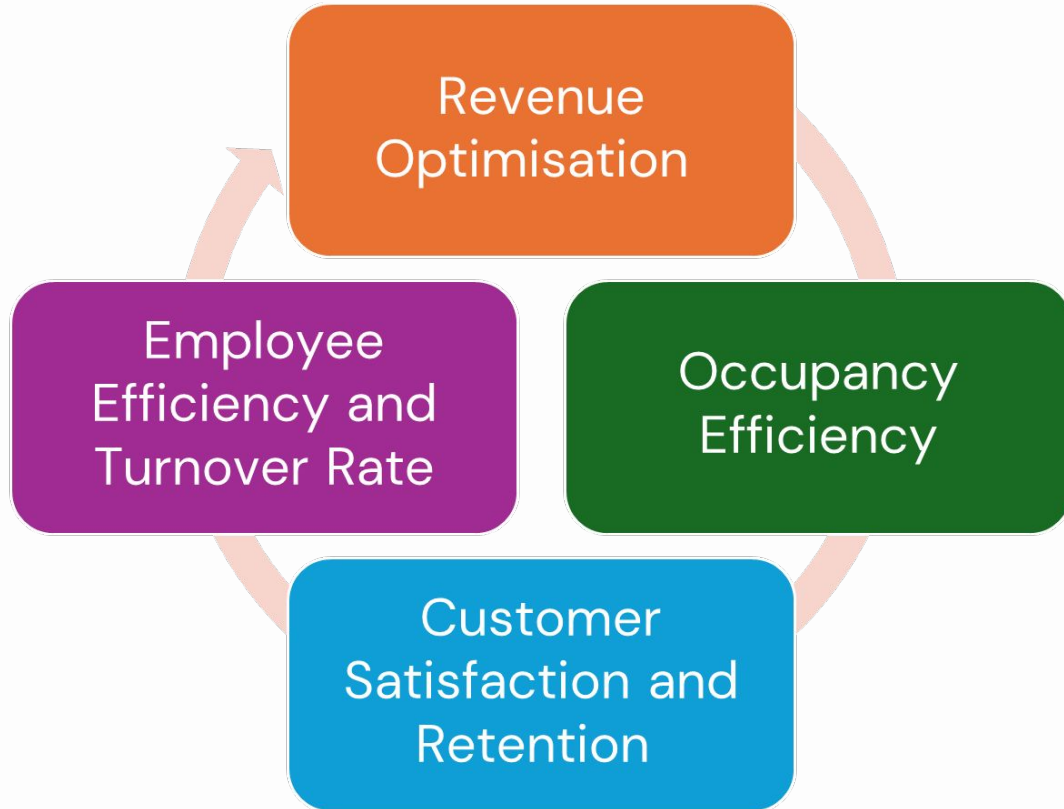 Revenue
Optimisation
Occupancy
Efficiency
Customer
Satisfaction and
Retention
Employee
Efficiency and
Turnover Rate